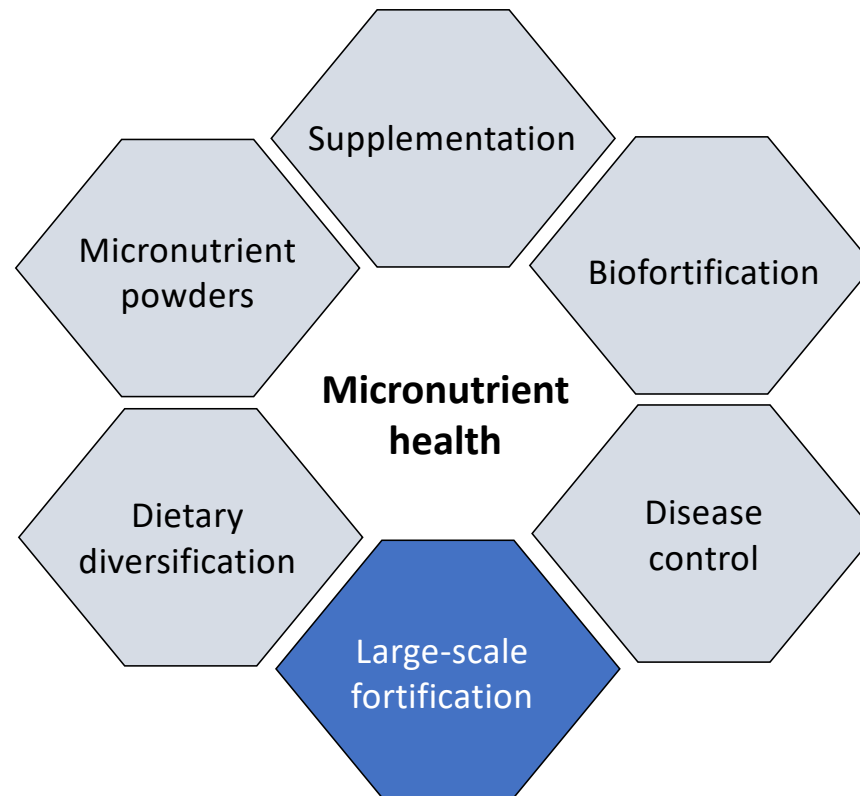 Supplementation
Micronutrient
powders
Biofortification
Micronutrient
health
Dietary
diversification
Disease
control
Large-scale
fortification